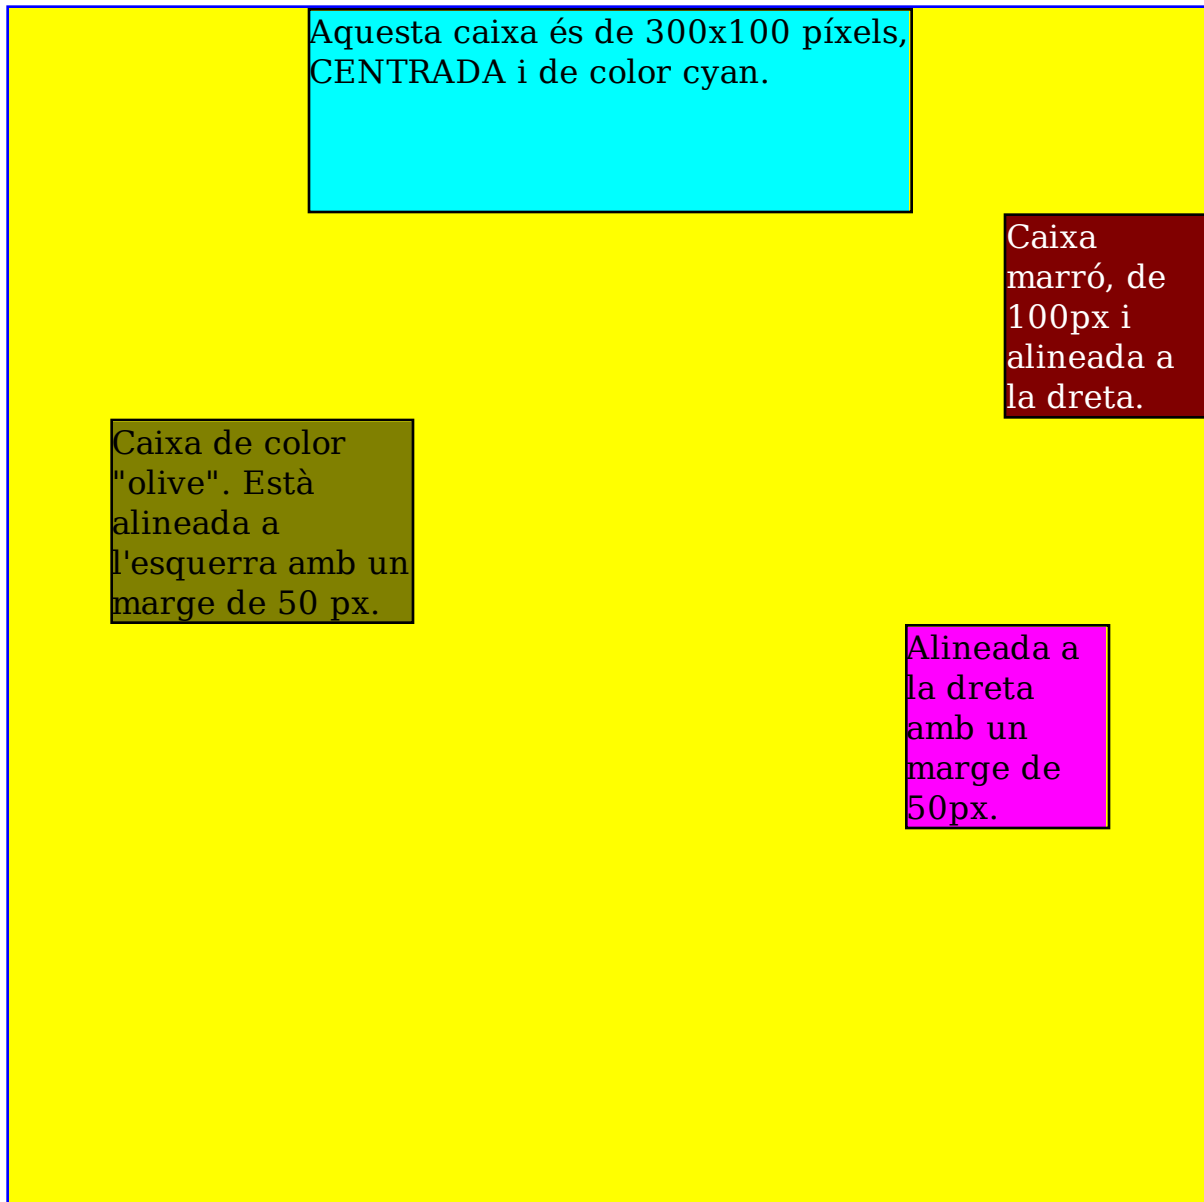 Aquesta caixa és de 300x100 píxels,
CENTRADA i de color cyan.
Caixa
marró, de
100px i
alineada a
la dreta.
Caixa de color
"olive". Està
alineada a
l'esquerra amb un
marge de 50 px.
Alineada a
la dreta
amb un
marge de
50px.